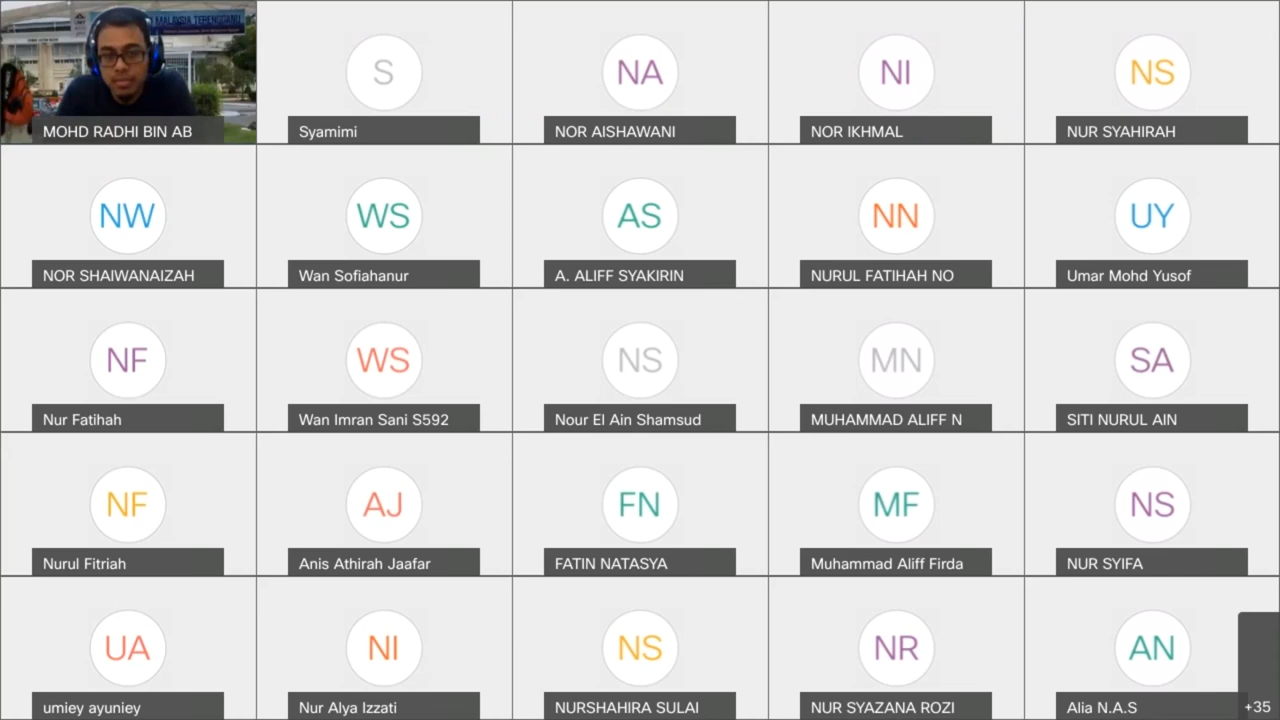 MALAYSIA TERENGGANU
MOHD RADHI BIN AB
S
Syamimi
NA
NOR AISHAWANI
NI
NOR IKHMAL
NS
NUR SYAHIRAH
NW
NOR SHAIWANAIZAH
WS
Wan Sofiahanur
AS
A. ALIFF SYAKIRIN
NN
NURUL FATIHAH NO
UY
Umar Mohd Yusof
NF
Nur Fatihah
WS
Wan Imran Sani S592
NS
Nour El Ain Shamsud
MN
MUHAMMAD ALIFF N
SA
SITI NURUL AIN
NF
Nurul Fitriah
AJ
Anis Athirah Jaafar
FN
FATIN NATASYA
MF
Muhammad Aliff Firda
NS
NUR SYIFA
UA
umiey ayuniey
NI
Nur Alya Izzati
NS
NURSHAHIRA SULAI
NR
NUR SYAZANA ROZI
AN
Alia N.A.S
+35